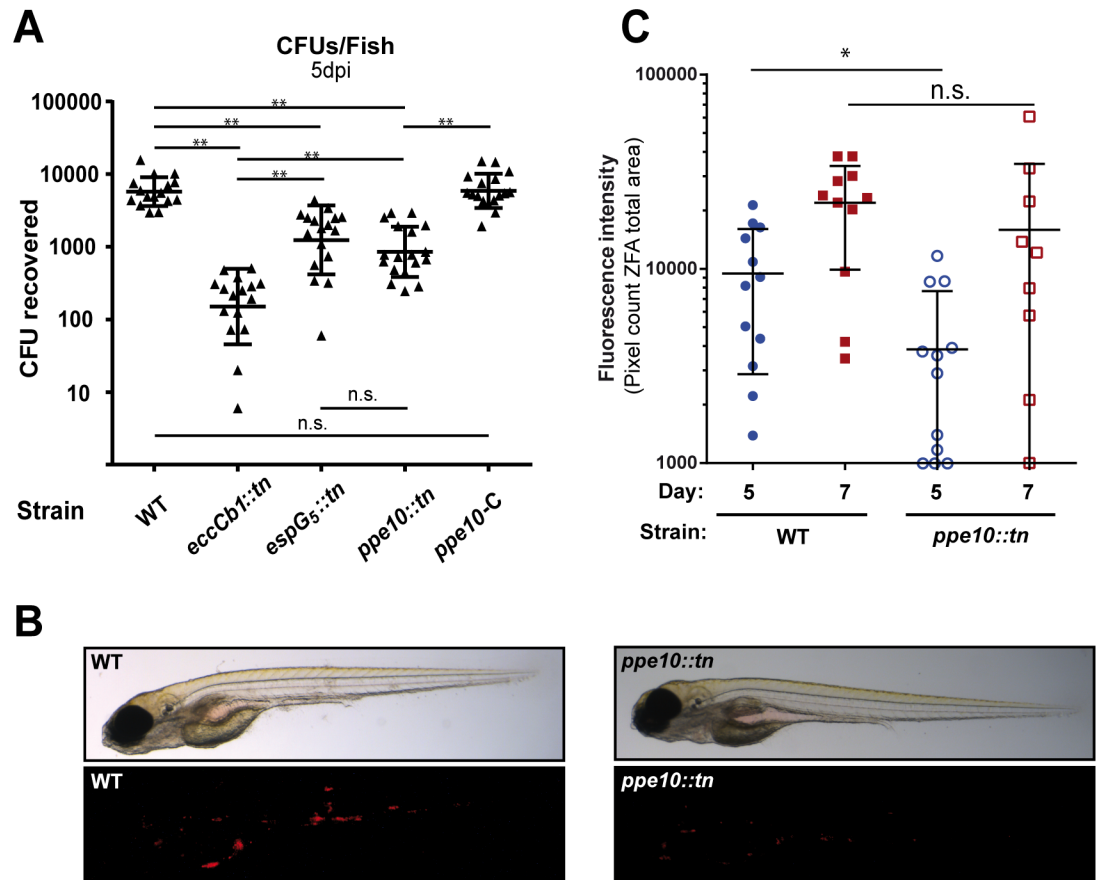 A
CFUs/Fish
5dpi
CFU recovered
100000
10000
1000
100
10
**
**
**
**
**
**
n.s.
n.s.
Strain
WT
eccCb1::tn
espG5::tn
ppe10::tn
ppe10-C
C
Fluorescence intensity
(Pixel count ZFA total area)
100000
10000
1000
*
n.s.
Day: 5 7 5 7
Strain: WT ppe10::tn
B
WT
ppe10::tn
WT
ppe10::tn